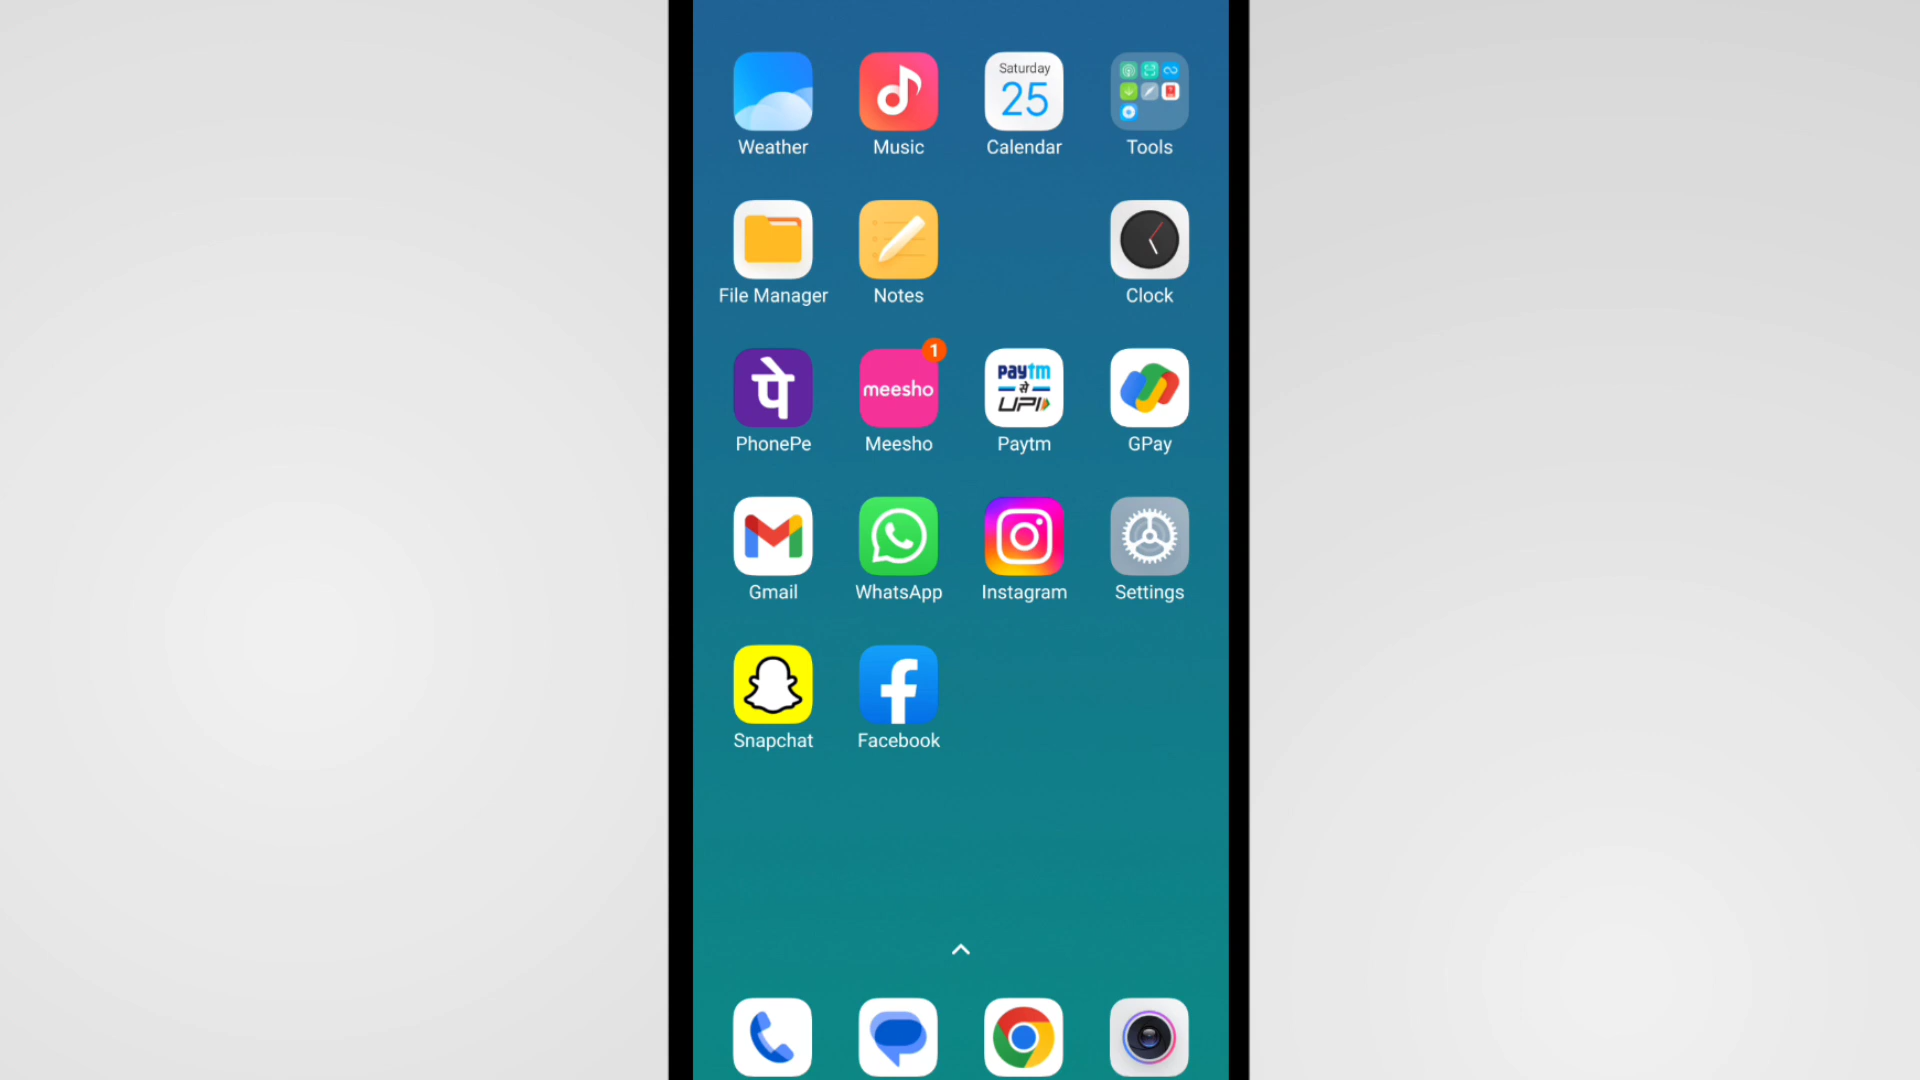 Saturday
25
Weather
Music
Calendar
Tools
File Manager
Notes
Clock
1
पे
meesho
paytm
से
UPI
PhonePe
Meesho
Paytm
GPay
Gmail
WhatsApp
Instagram
Settings
Snapchat
Facebook